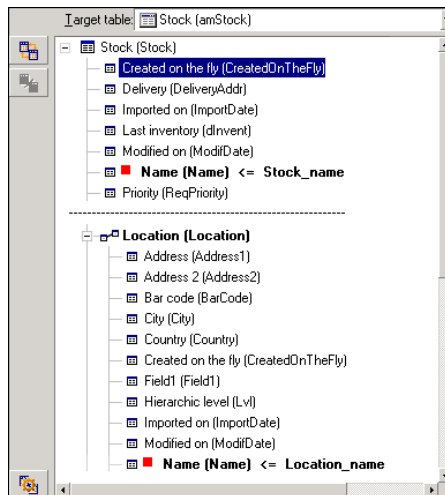 Target table: Stock (amStock)
Stock (Stock)
Created on the fly (CreatedOnTheFly)
Delivery (DeliveryAddr)
Imported on (ImportDate)
Last inventory (dInvent)
Modified on (ModifDate)
Name (Name) <= Stock_name
Priority (ReqPriority)
Location (Location)
Address (Address1)
Address 2 (Address2)
Bar code (BarCode)
City (City)
Country (Country)
Created on the fly (CreatedOnTheFly)
Field1 (Field1)
Hierarchic level (Lvl)
Imported on (ImportDate)
Modified on (ModifDate)
Name (Name) <= Location_name